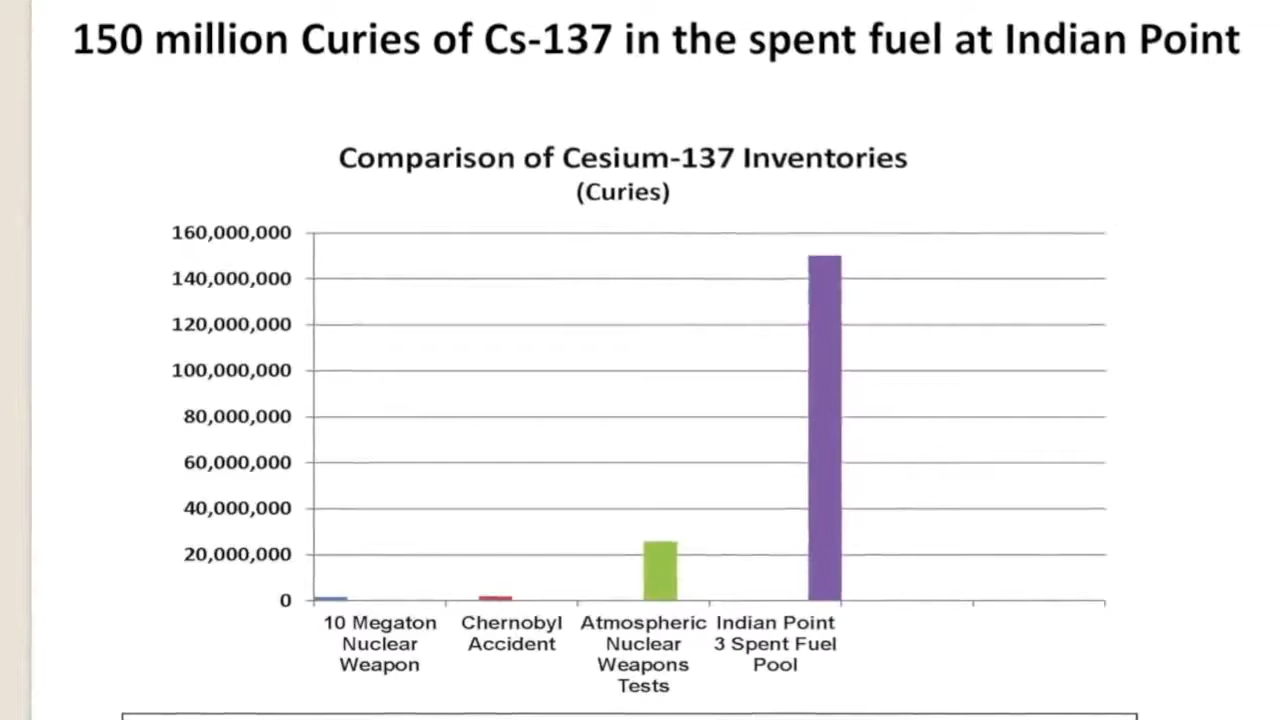 150 million Curies of Cs-137 in the spent fuel at Indian Point
Comparison of Cesium-137 Inventories
(Curies)
160,000,000
140,000,000
120,000,000
100,000,000
80,000,000
60,000,000
40,000,000
20,000,000
0
10 Megaton
Nuclear
Weapon
Chernobyl
Accident
Atmospheric
Nuclear
Weapons
Tests
Indian Point
3 Spent Fuel
Pool